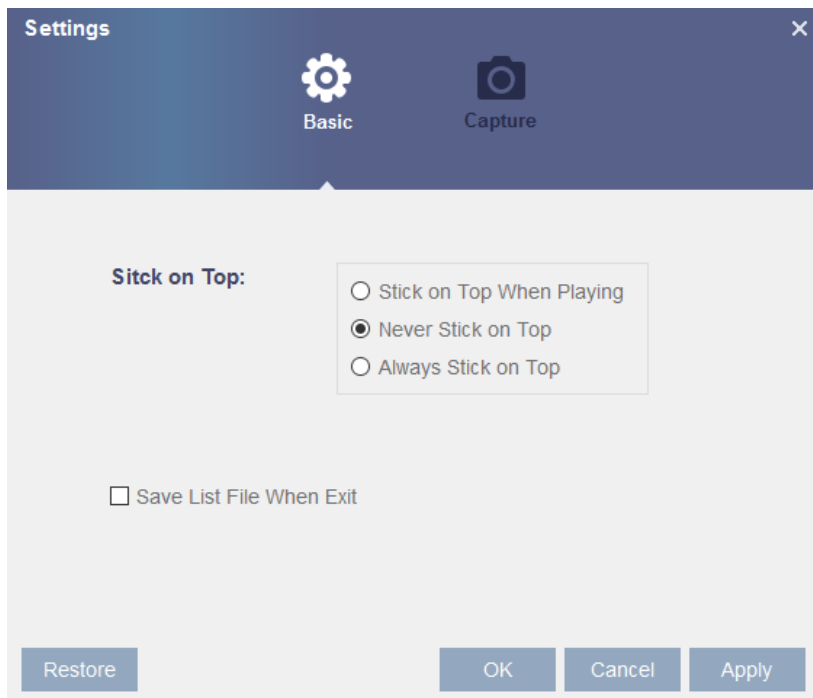 Settings
Basic Capture
Sitck on Top:
Stick on Top When Playing
Never Stick on Top
Always Stick on Top
Save List File When Exit
Restore OK Cancel Apply